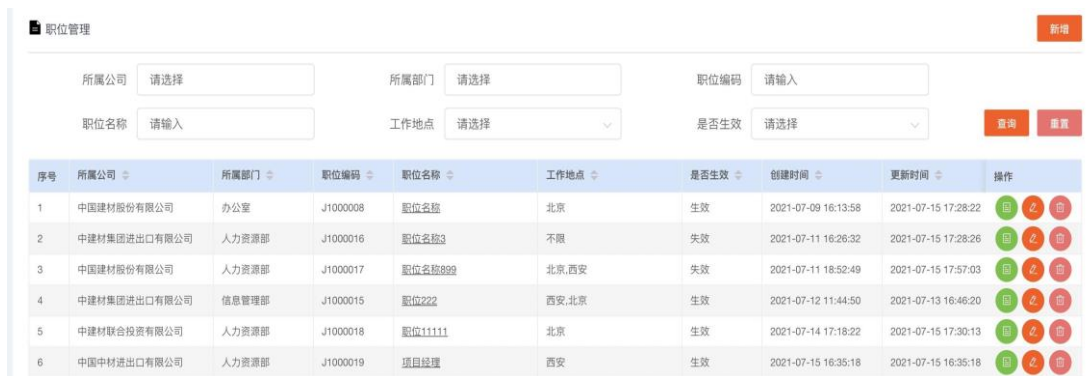 职位管理 新增
所属公司 请选择 所属部门 请选择 职位编码 请输入
职位名称 请输入 工作地点 请选择 是否生效 请选择 查询 重置
序号 所属公司 所属部门 职位编码 职位名称 工作地点 是否生效 创建时间 更新时间 操作
1 中国建材股份有限公司 办公室 J1000008 职位名称 北京 生效 2021-07-09 16:13:58 2021-07-15 17:28:22
2 中建材集团进出口有限公司 人力资源部 J1000016 职位名称3 不限 失效 2021-07-11 16:26:32 2021-07-15 17:28:26
3 中国建材股份有限公司 人力资源部 J1000017 职位名称899 北京,西安 失效 2021-07-11 18:52:49 2021-07-15 17:57:03
4 中建材集团进出口有限公司 信息管理部 J1000015 职位222 西安,北京 生效 2021-07-12 11:44:50 2021-07-13 16:46:20
5 中建材联合投资有限公司 人力资源部 J1000018 职位11111 北京 生效 2021-07-14 17:18:22 2021-07-15 17:30:13
6 中国中材进出口有限公司 人力资源部 J1000019 项目经理 西安 生效 2021-07-15 16:35:18 2021-07-15 16:35:18